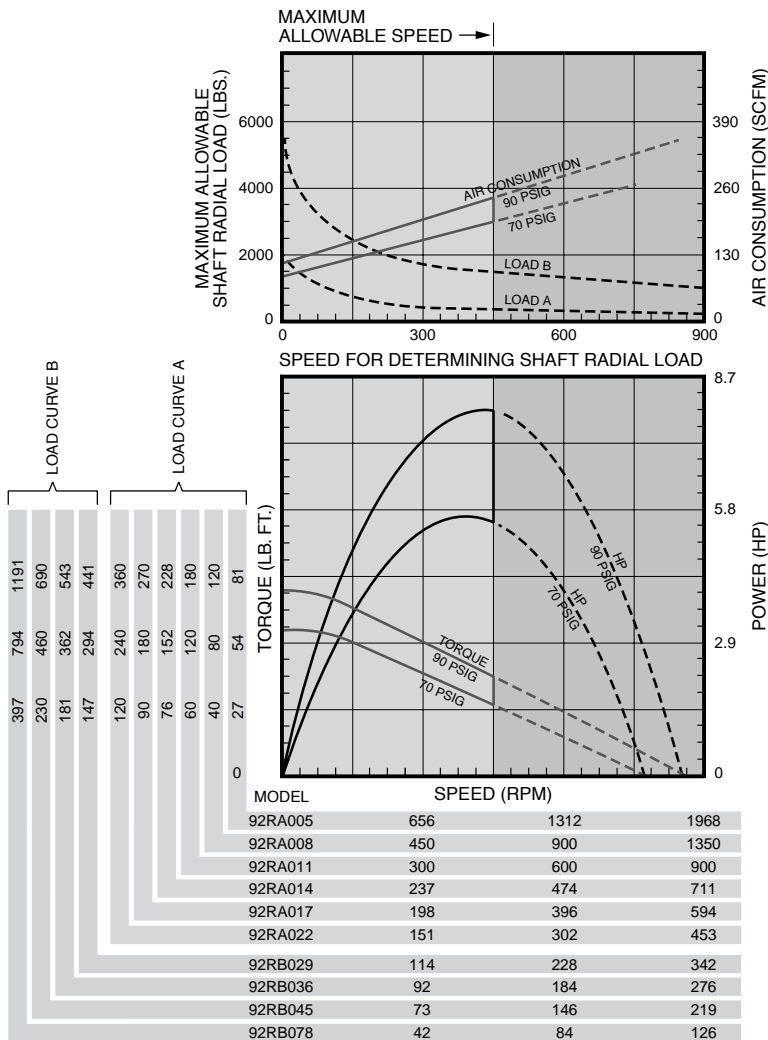 MAXIMUM
ALLOWABLE SPEED
MAXIMUM ALLOWABLE
SHAFT RADIAL LOAD (LBS.)
6000
4000
2000
0
390
260
130
0
AIR CONSUMPTION (SCFM)
AIR CONSUMPTION
90 PSIG
70 PSIG
LOAD B
LOAD A
0 300 600 900
SPEED FOR DETERMINING SHAFT RADIAL LOAD
LOAD CURVE B
LOAD CURVE A
1191 690 543 441 360 270 228 180 120 81
794 460 362 294 240 180 152 120 80 54
397 230 181 147 120 90 76 60 40 27
0
TORQUE (LB. FT.)
8.7
5.8
2.9
0
POWER (HP)
HP
90 PSIG
HP
70 PSIG
TORQUE
90 PSIG
70 PSIG
MODEL SPEED (RPM)
92RA005 656 1312 1968
92RA008 450 900 1350
92RA011 300 600 900
92RA014 237 474 711
92RA017 198 396 594
92RA022 151 302 453
92RB029 114 228 342
92RB036 92 184 276
92RB045 73 146 219
92RB078 42 84 126